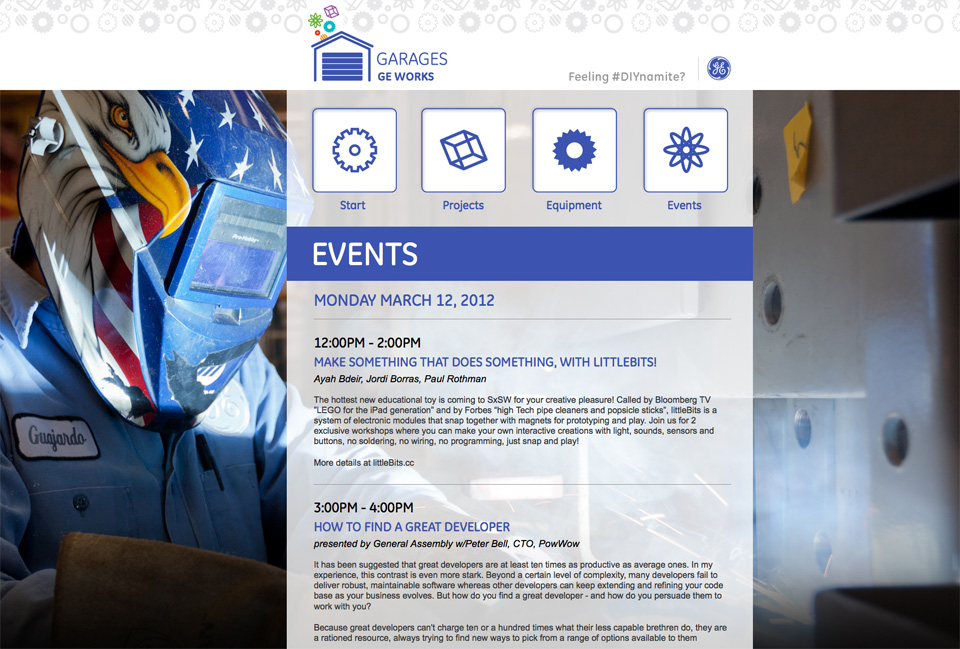 GARAGES
GE WORKS
Feeling #DIYnamite?
GE
Start
Projects
Equipment
Events
EVENTS
MONDAY MARCH 12, 2012
12:00PM - 2:00PM
MAKE SOMETHING THAT DOES SOMETHING, WITH LITTLEBITS!
Ayah Bdeir, Jordi Borras, Paul Rothman
The hottest new educational toy is coming to SxSW for your creative pleasure! Called by Bloomberg TV
"LEGO for the iPad generation" and by Forbes "high Tech pipe cleaners and popsicle sticks", littleBits is a
system of electronic modules that snap together with magnets for prototyping and play. Join us for 2
exclusive workshops where you can make your own interactive creations with light, sounds, sensors and
buttons, no soldering, no wiring, no programming, just snap and play!
More details at littleBits.cc
Guajardo
3:00PM - 4:00PM
HOW TO FIND A GREAT DEVELOPER
presented by General Assembly w/Peter Bell, CTO, PowWow
It has been suggested that great developers are at least ten times as productive as average ones. In my
experience, this contrast is even more stark. Beyond a certain level of complexity, many developers fail to
deliver robust, maintainable software whereas other developers can keep extending and refining your code
base as your business evolves. But how do you find a great developer - and how do you persuade them to
work with you?
Because great developers can't charge ten or a hundred times what their less capable brethren do, they are
a rationed resource, always trying to find new ways to pick from a range of options available to them